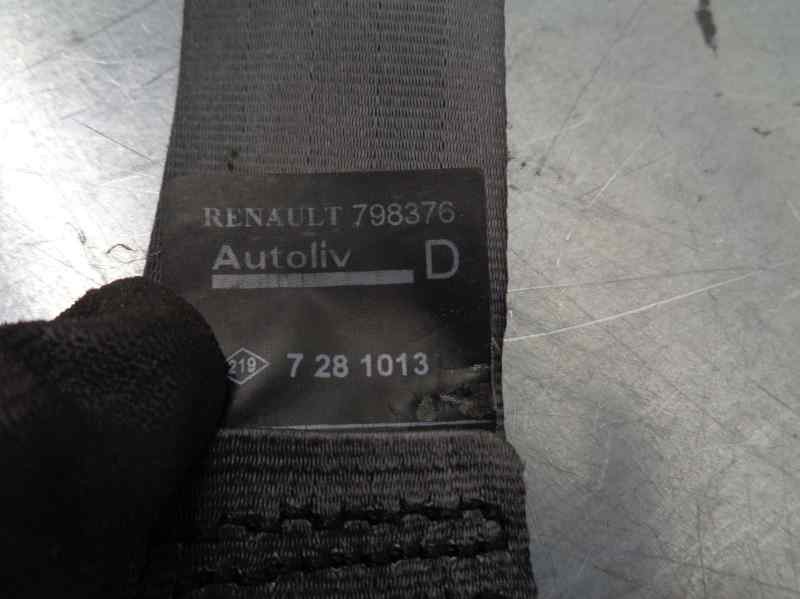 RENAULT 798376
Autoliv D
219 7 28 1013